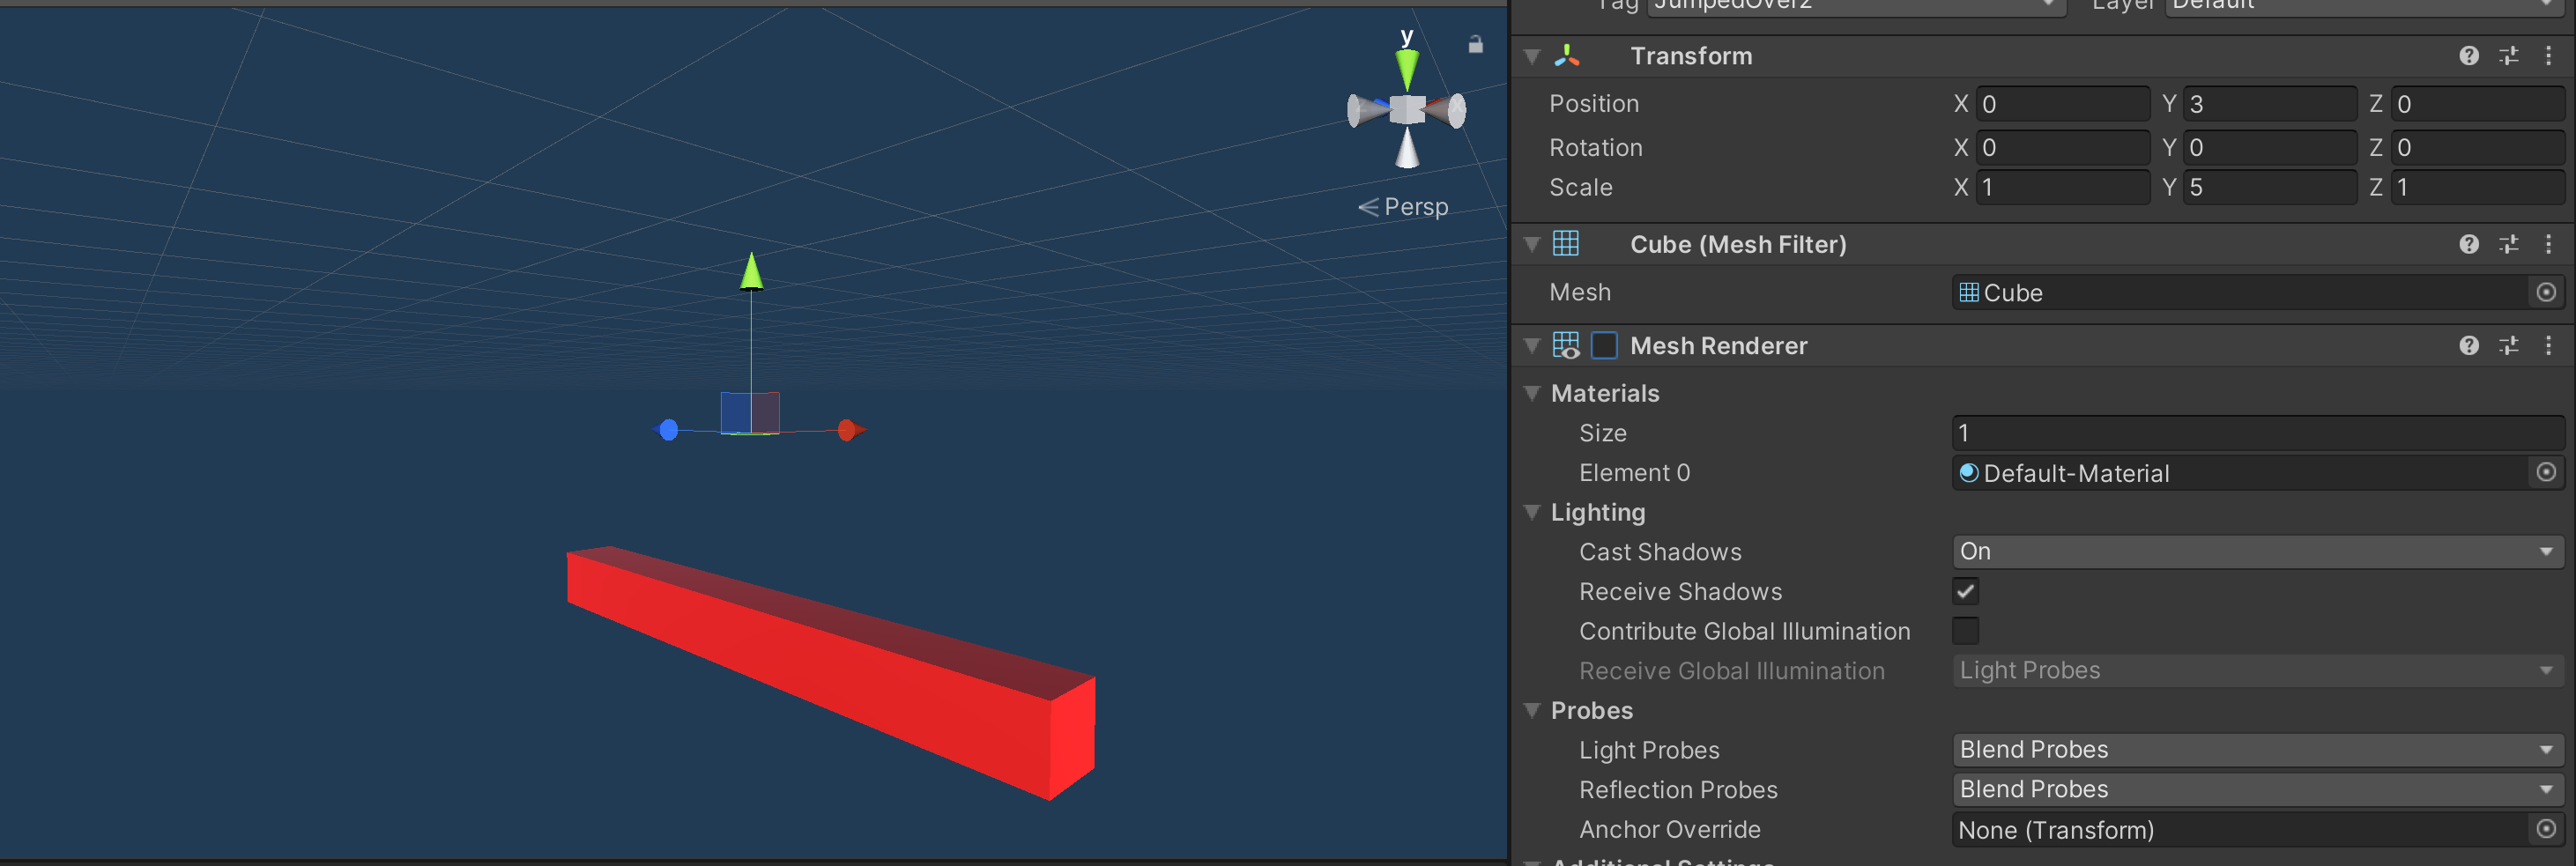 Tag JumpedOver2 Layer Default
y
Transform
Position X 0 Y 3 Z 0
Rotation X 0 Y 0 Z 0
Scale X 1 Y 5 Z 1
Persp
Cube (Mesh Filter)
Mesh Cube
Mesh Renderer
Materials
Size 1
Element 0 Default-Material
Lighting
Cast Shadows On
Receive Shadows
Contribute Global Illumination
Receive Global Illumination Light Probes
Probes
Light Probes Blend Probes
Reflection Probes Blend Probes
Anchor Override None (Transform)
Additional Settings